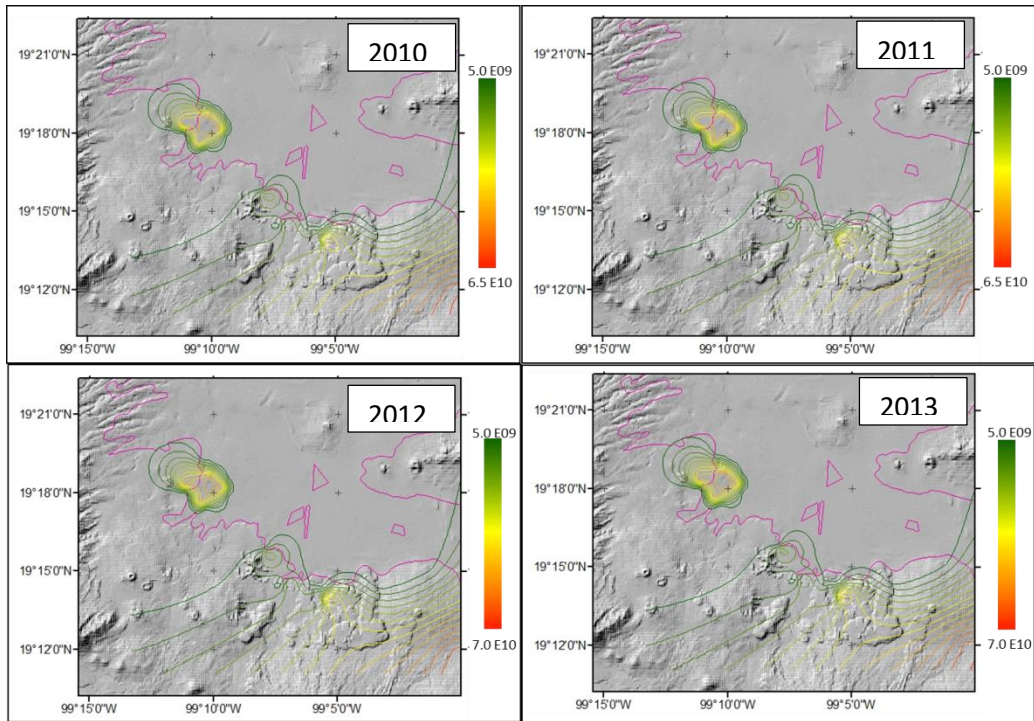 2010
19°21'0"N
19°18'0"N
19°15'0"N
19°12'0"N
99°15'0"W
99°10'0"W
99°5'0"W
5.0 E09
6.5 E10
2011
19°21'0"N
19°18'0"N
19°15'0"N
19°12'0"N
99°15'0"W
99°10'0"W
99°5'0"W
5.0 E09
6.5 E10
2012
19°21'0"N
19°18'0"N
19°15'0"N
19°12'0"N
99°15'0"W
99°10'0"W
99°5'0"W
5.0 E09
7.0 E10
2013
19°21'0"N
19°18'0"N
19°15'0"N
19°12'0"N
99°15'0"W
99°10'0"W
99°5'0"W
5.0 E09
7.0 E10